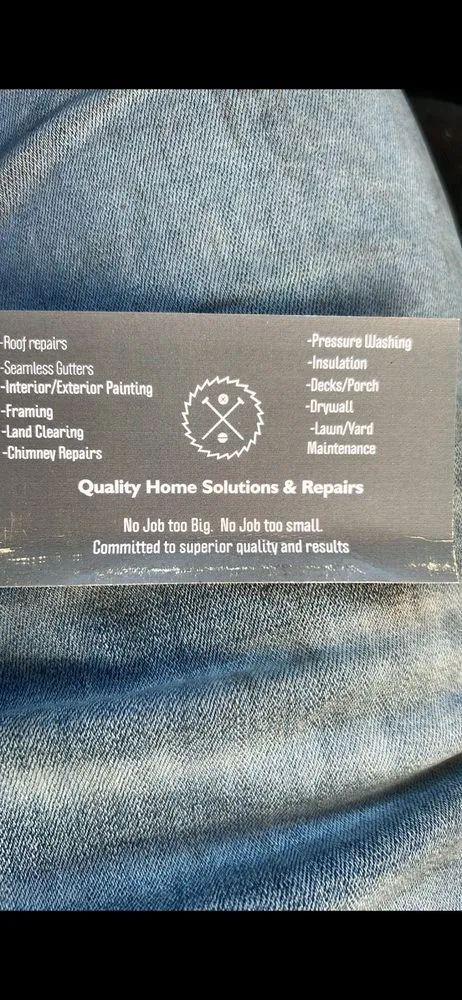 -Roof repairs
-Seamless Gutters
-Interior/Exterior Painting
-Framing
-Land Clearing
-Chimney Repairs
-Pressure Washing
-Insulation
-Decks/Porch
-Drywall
-Lawn/Yard
Maintenance
Quality Home Solutions & Repairs
No Job too Big. No Job too small.
Committed to superior quality and results